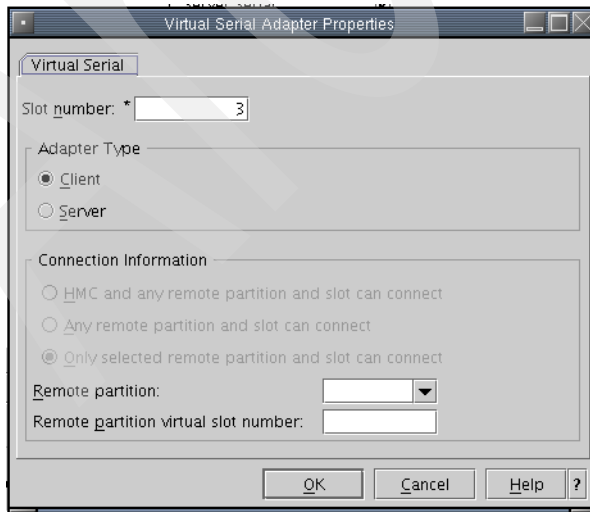 Virtual Serial Adapter Properties
Virtual Serial
Slot number: * 3
Adapter Type
Client
Server
Connection Information
HMC and any remote partition and slot can connect
Any remote partition and slot can connect
Only selected remote partition and slot can connect
Remote partition:
Remote partition virtual slot number:
OK Cancel Help ?